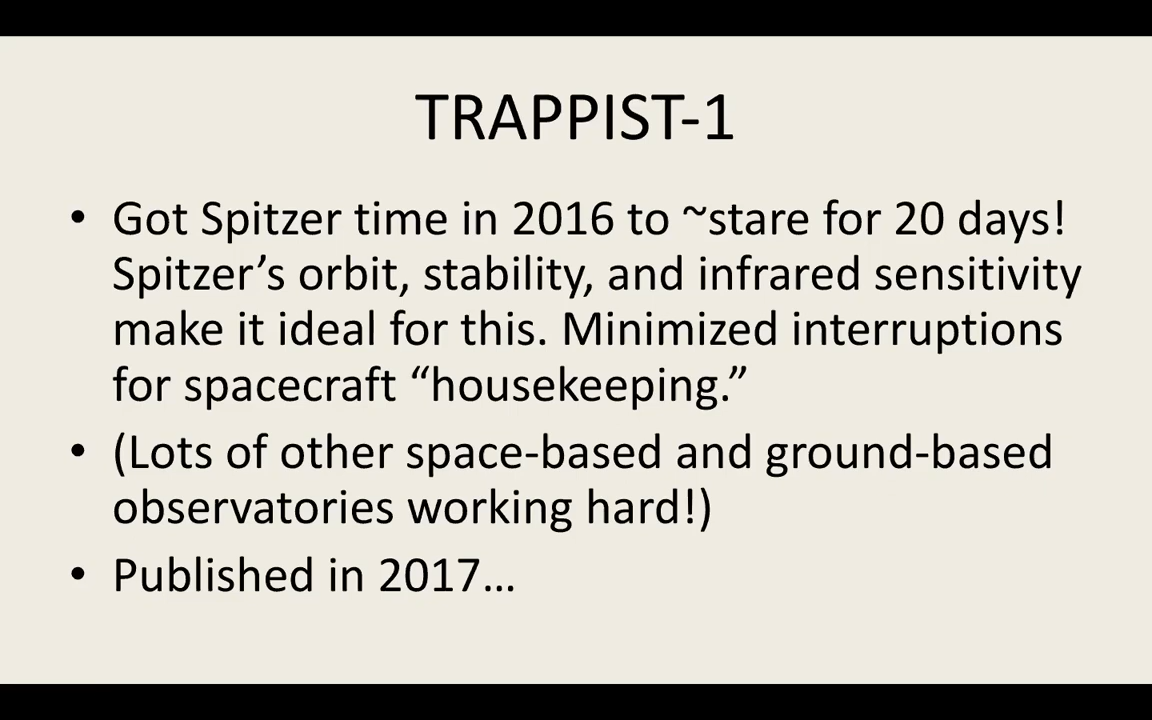 TRAPPIST-1
• Got Spitzer time in 2016 to ~stare for 20 days!
Spitzer’s orbit, stability, and infrared sensitivity
make it ideal for this. Minimized interruptions
for spacecraft “housekeeping.”
• (Lots of other space-based and ground-based
observatories working hard!)
• Published in 2017…